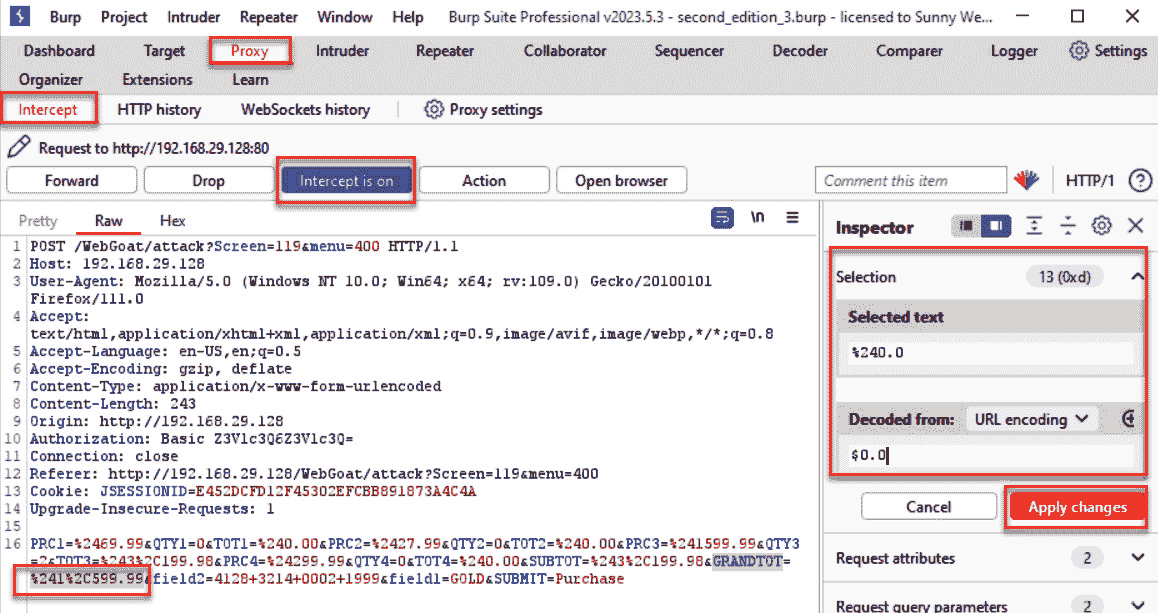 Burp Project Intruder Repeater Window Help Burp Suite Professional v2023.5.3 - second_edition_3.burp - licensed to Sunny We...
Dashboard Target Proxy Intruder Repeater Collaborator Sequencer Decoder Comparer Logger Settings
Organizer Extensions Learn
Intercept HTTP history WebSockets history Proxy settings
Request to http://192.168.29.128:80
Forward Drop Intercept is on Action Open browser Comment this item HTTP/1 ?
Pretty Raw Hex \n
1 POST /WebGoat/attack?Screen=119&menu=400 HTTP/1.1
2 Host: 192.168.29.128
3 User-Agent: Mozilla/5.0 (Windows NT 10.0; Win64; x64; rv:109.0) Gecko/20100101
Firefox/111.0
4 Accept:
text/html,application/xhtml+xml,application/xml;q=0.9,image/avif,image/webp,*/*;q=0.8
5 Accept-Language: en-US,en;q=0.5
6 Accept-Encoding: gzip, deflate
7 Content-Type: application/x-www-form-urlencoded
8 Content-Length: 243
9 Origin: http://192.168.29.128
10 Authorization: Basic Z3Vlc3Q6Z3Vlc3Q=
11 Connection: close
12 Referer: http://192.168.29.128/WebGoat/attack?Screen=119&menu=400
13 Cookie: JSESSIONID=E452DCFD12F45302EFCBB891873A4C4A
14 Upgrade-Insecure-Requests: 1
15
16 PRC1=%2469.99&QTY1=0&TOT1=%240.00&PRC2=%2427.99&QTY2=0&TOT2=%240.00&PRC3=%241599.99&QTY3
=2&TOT3=%243%2C199.98&PRC4=%24299.99&QTY4=0&TOT4=%240.00&SUBTOT=%243%2C199.98&GRANDTOT=
%241%2C599.99&field2=4128+3214+0002+1999&field1=GOLD&SUBMIT=Purchase
Inspector
Selection 13 (0xd)
Selected text
%240.0
Decoded from: URL encoding
$0.0
Cancel Apply changes
Request attributes 2
Request query parameters 2